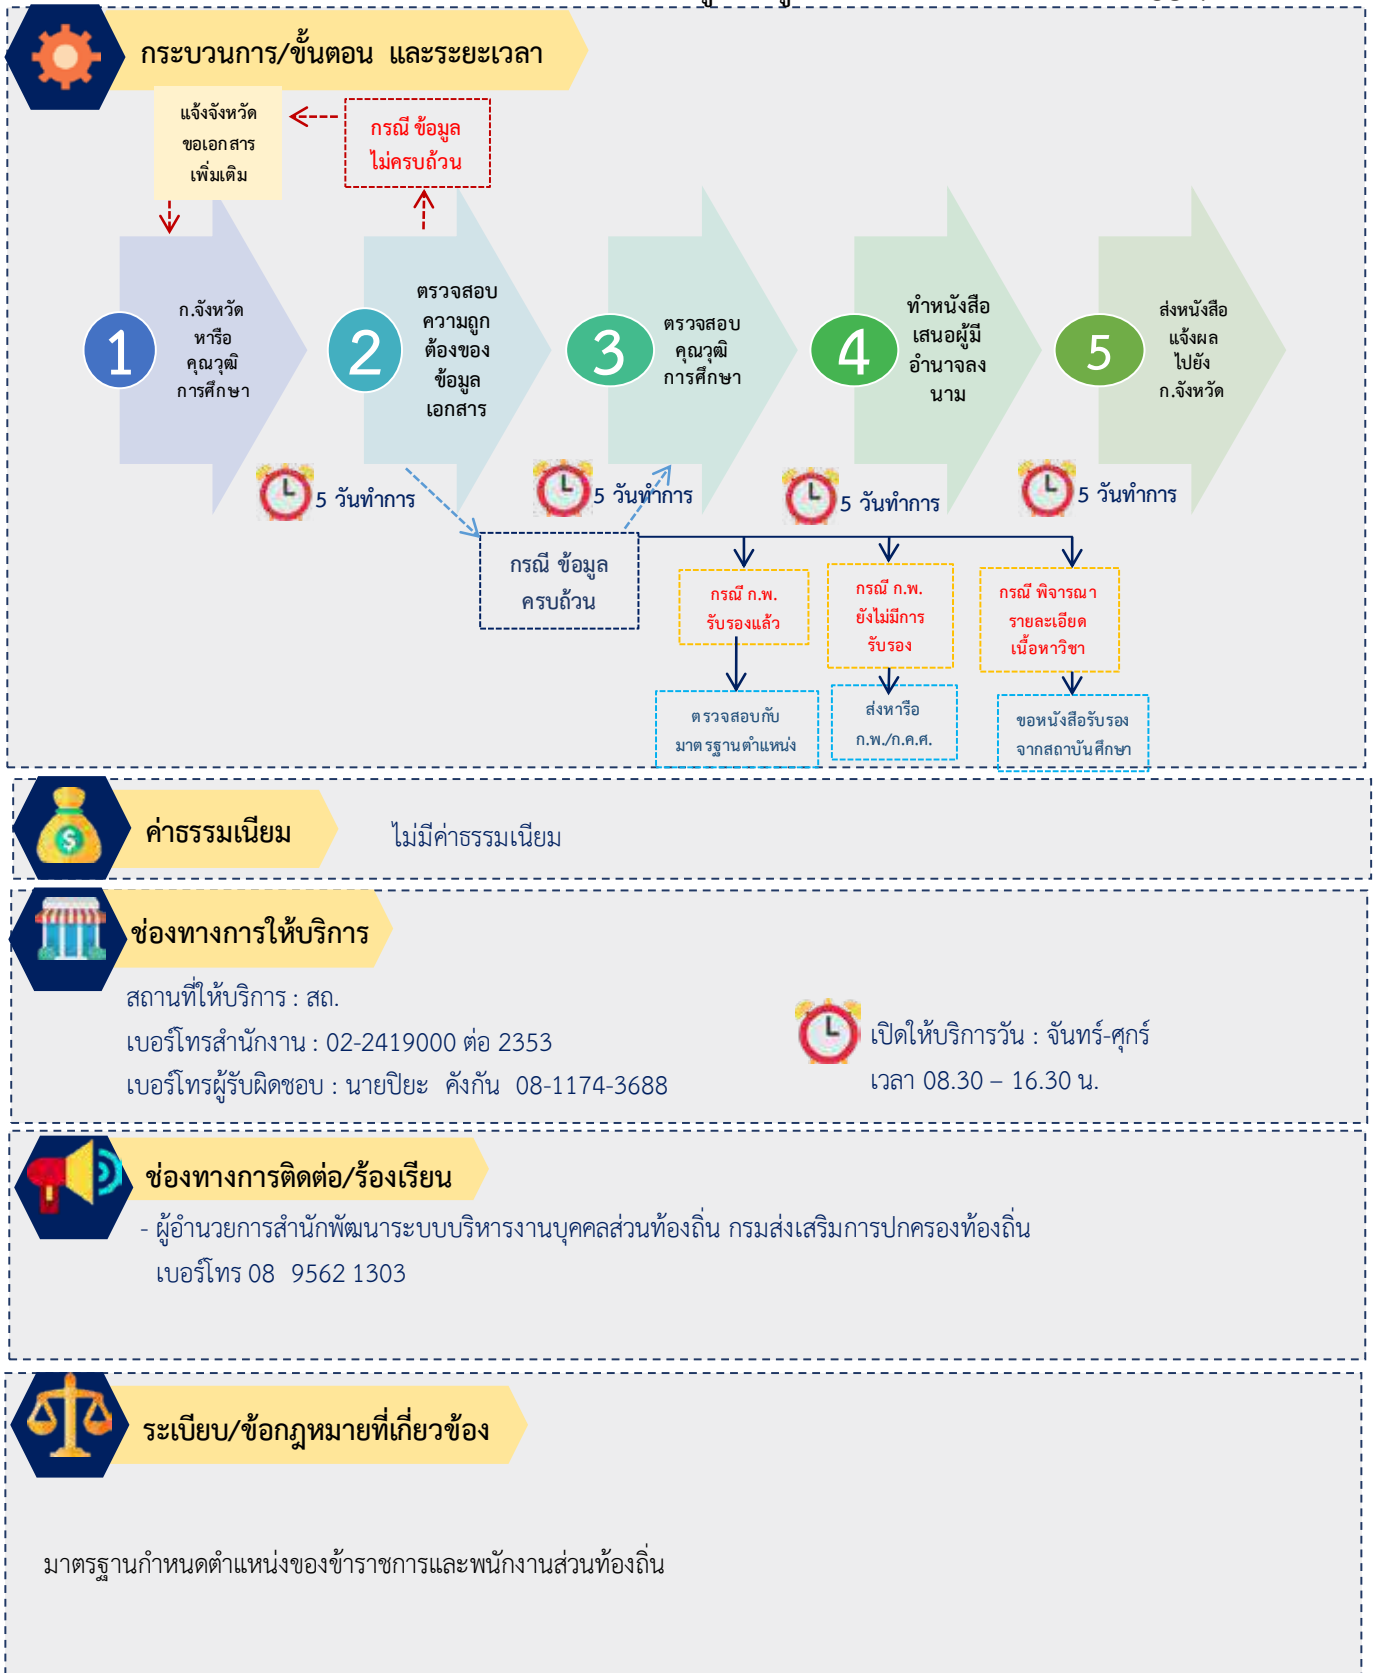 กระบวนการ/ขั้นตอน และระยะเวลา
แจ้งจังหวัด
ขอเอกสาร
เพิ่มเติม
กรณี ข้อมูล
ไม่ครบถ้วน
1
ก.จังหวัด
หารือ
คุณวุฒิ
การศึกษา
2
ตรวจสอบ
ความถูก
ต้องของ
ข้อมูล
เอกสาร
3
ตรวจสอบ
คุณวุฒิ
การศึกษา
4
ทำหนังสือ
เสนอผู้มี
อำนาจลง
นาม
5
ส่งหนังสือ
แจ้งผล
ไปยัง
ก.จังหวัด
5 วันทำการ
5 วันทำการ
5 วันทำการ
5 วันทำการ
กรณี ข้อมูล
ครบถ้วน
กรณี ก.พ.
รับรองแล้ว
กรณี ก.พ.
ยังไม่มีการ
รับรอง
กรณี พิจารณา
รายละเอียด
เนื้อหาวิชา
ตรวจสอบกับ
มาตรฐานตำแหน่ง
ส่งหารือ
ก.พ./ก.ค.ศ.
ขอหนังสือรับรอง
จากสถาบันศึกษา
ค่าธรรมเนียม
ไม่มีค่าธรรมเนียม
ช่องทางการให้บริการ
สถานที่ให้บริการ : สถ.
เบอร์โทรสำนักงาน : 02-2419000 ต่อ 2353
เบอร์โทรผู้รับผิดชอบ : นายปิยะ คังกัน 08-1174-3688
เปิดให้บริการวัน : จันทร์-ศุกร์
เวลา 08.30 – 16.30 น.
ช่องทางการติดต่อ/ร้องเรียน
- ผู้อำนวยการสำนักพัฒนาระบบบริหารงานบุคคลส่วนท้องถิ่น กรมส่งเสริมการปกครองท้องถิ่น
เบอร์โทร 08 9562 1303
ระเบียบ/ข้อกฎหมายที่เกี่ยวข้อง
มาตรฐานกำหนดตำแหน่งของข้าราชการและพนักงานส่วนท้องถิ่น